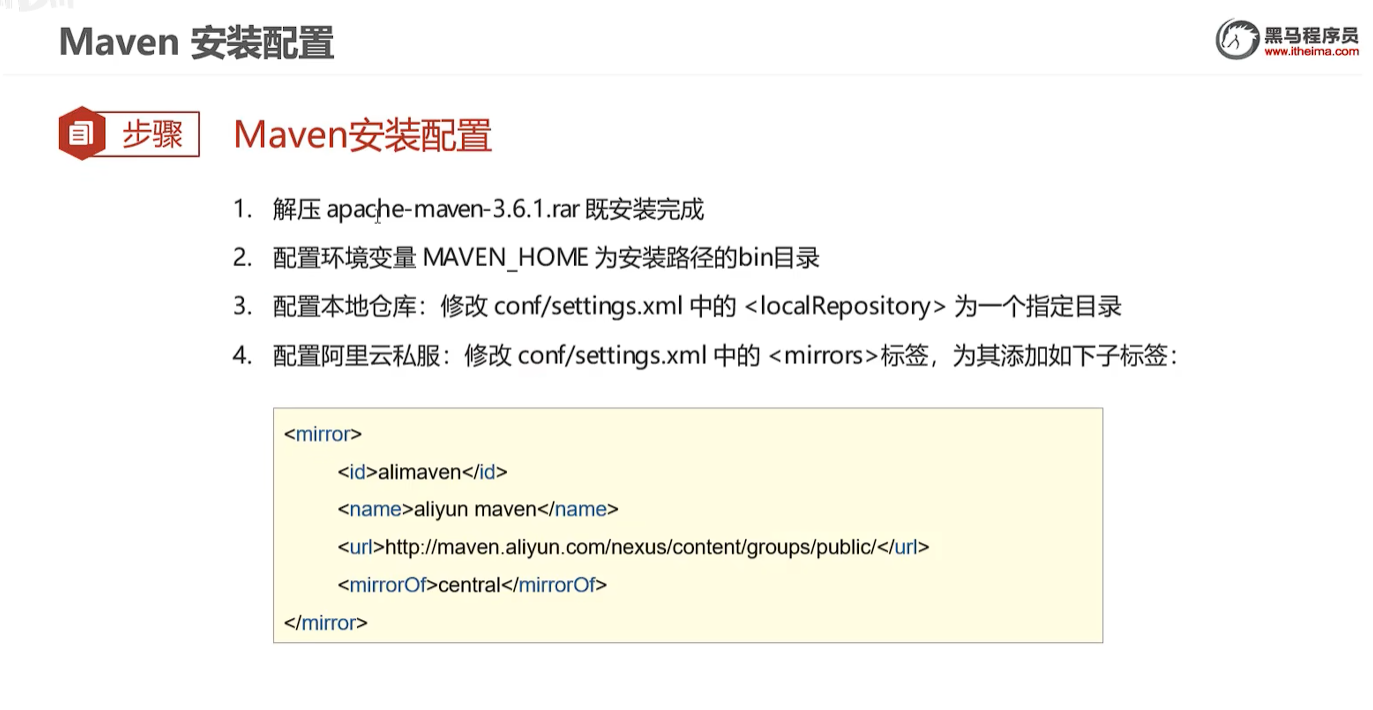 Maven 安装配置
黑马程序员
www.itheima.com
步骤
Maven安装配置
1. 解压 apache-maven-3.6.1.rar 既安装完成
2. 配置环境变量 MAVEN_HOME 为安装路径的bin目录
3. 配置本地仓库：修改 conf/settings.xml 中的 <localRepository> 为一个指定目录
4. 配置阿里云私服：修改 conf/settings.xml 中的 <mirrors>标签，为其添加如下子标签：
<mirror>
<id>alimaven</id>
<name>aliyun maven</name>
<url>http://maven.aliyun.com/nexus/content/groups/public/</url>
<mirrorOf>central</mirrorOf>
</mirror>